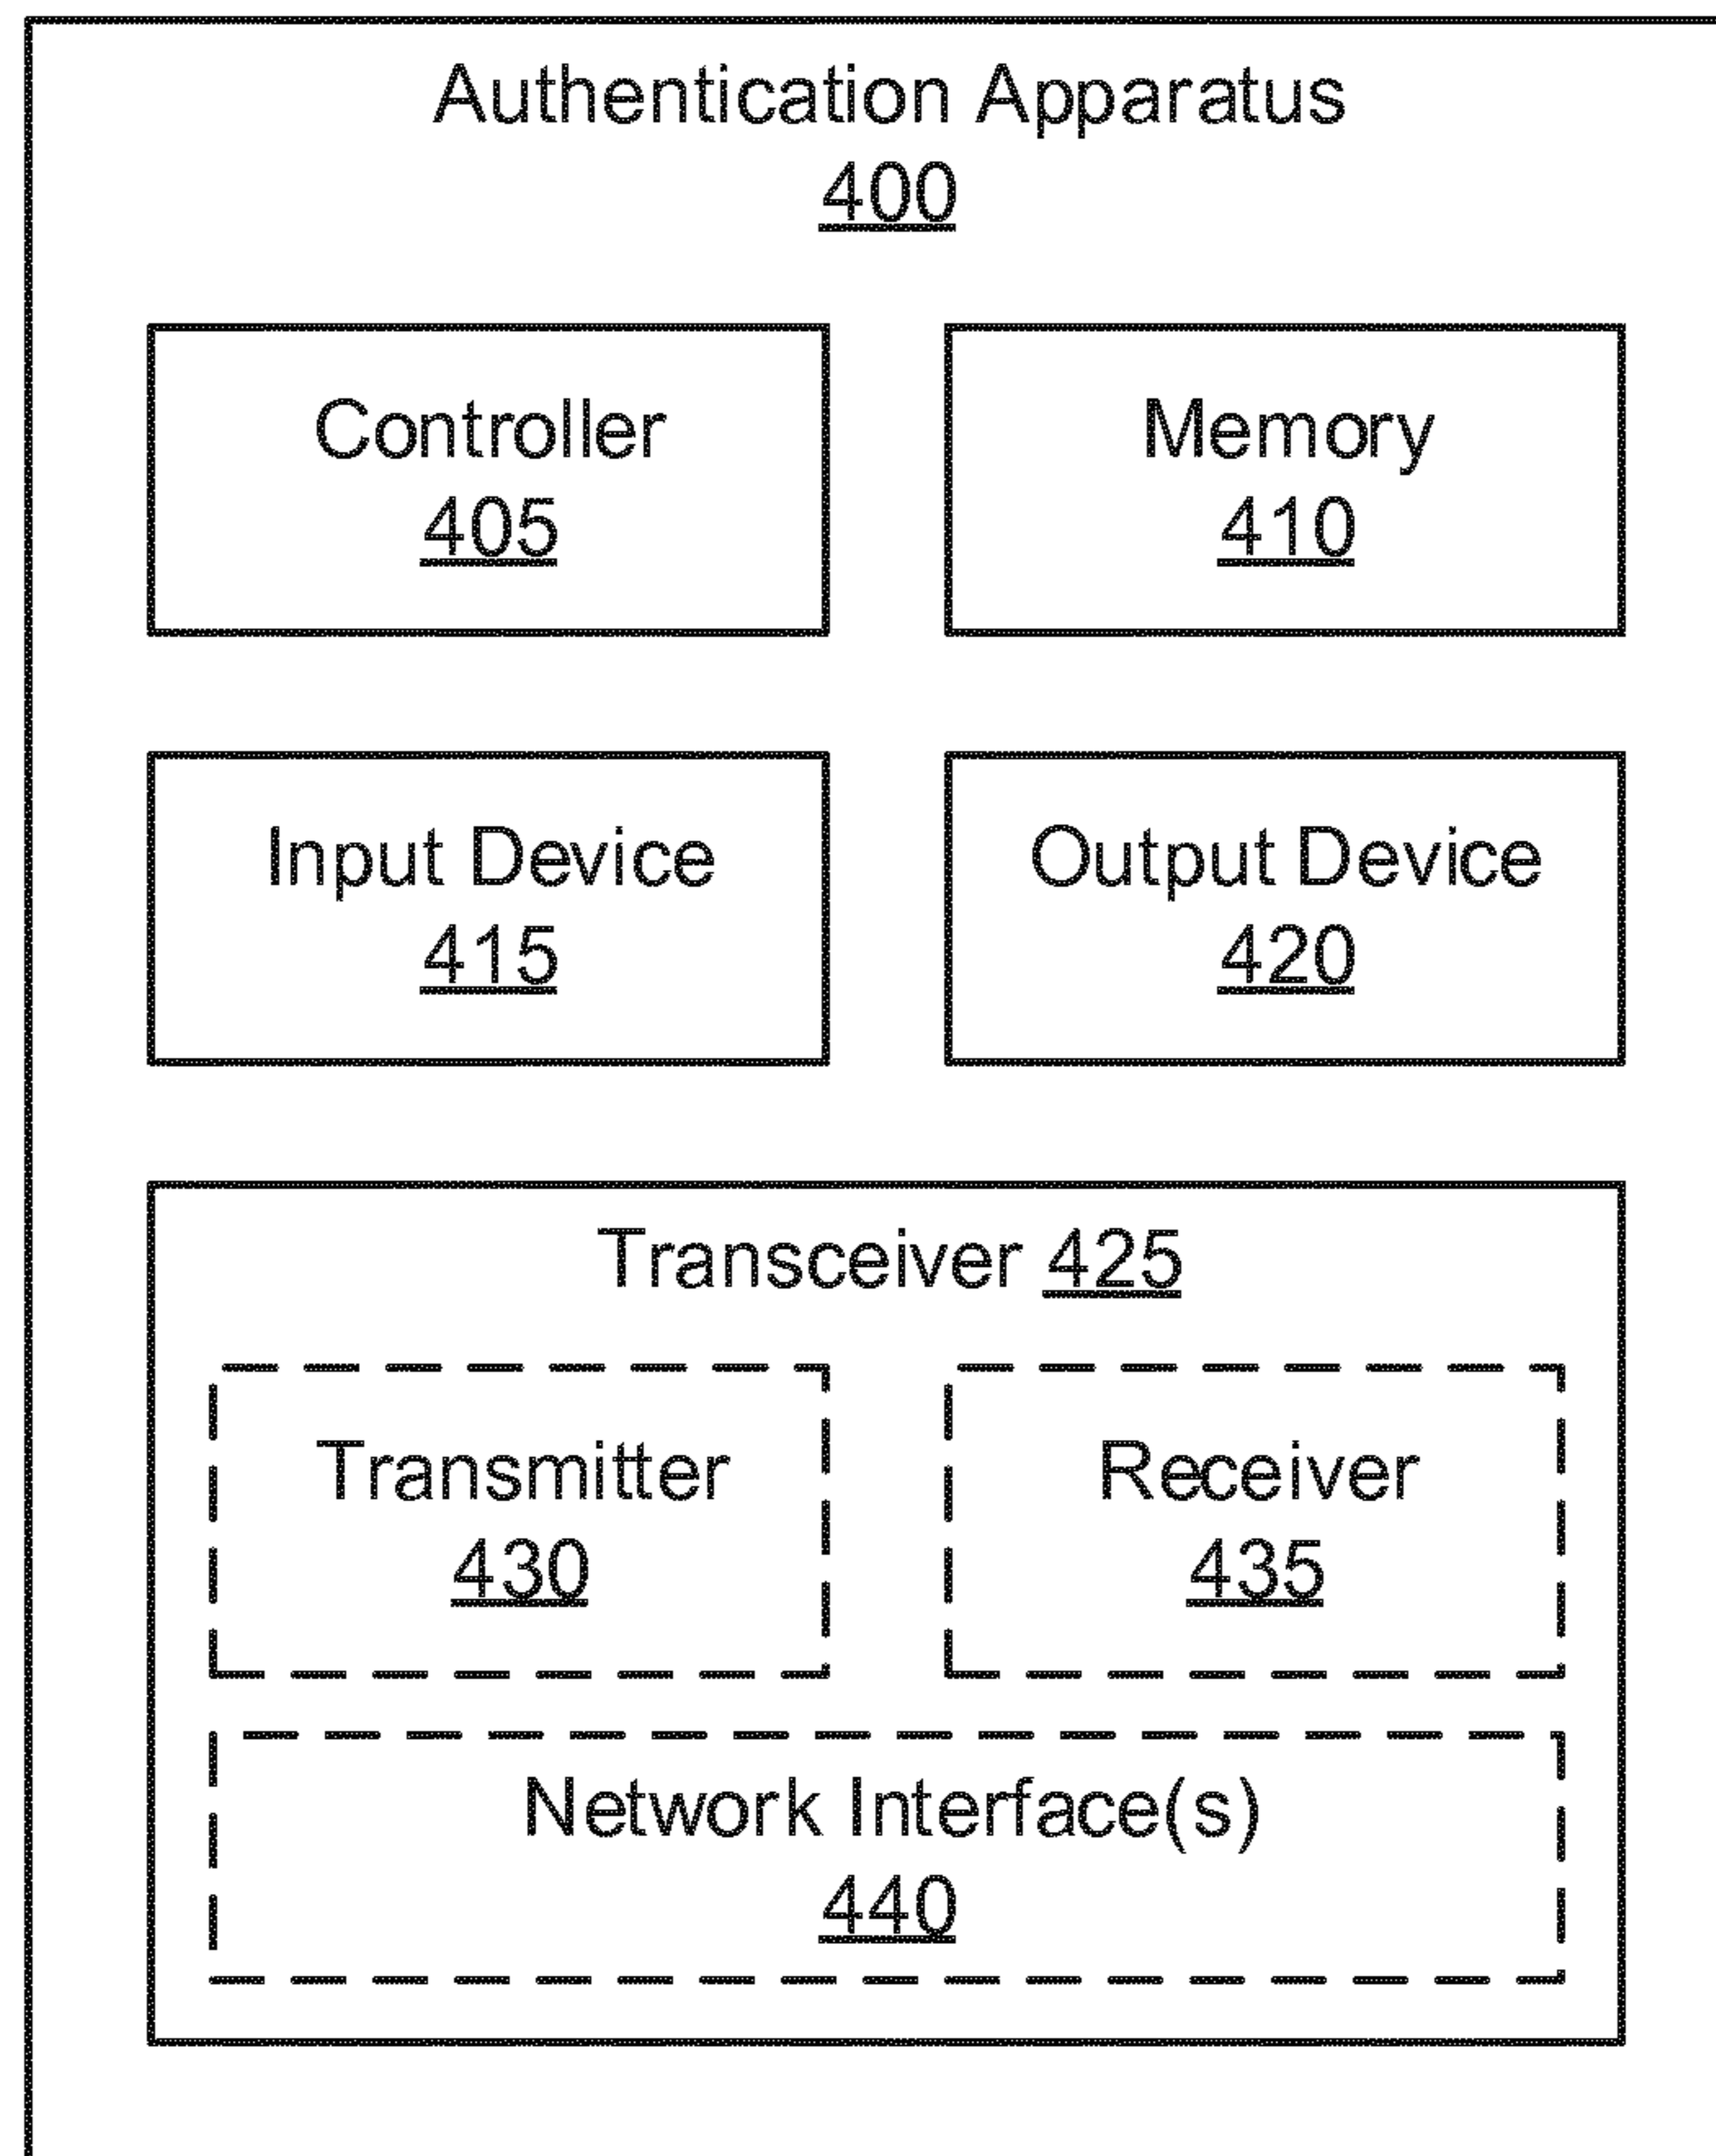 Authentication Apparatus
400
Controller
405
Memory
410
Input Device
415
Output Device
420
Transceiver 425
Transmitter
430
Receiver
435
Network Interface(s)
440